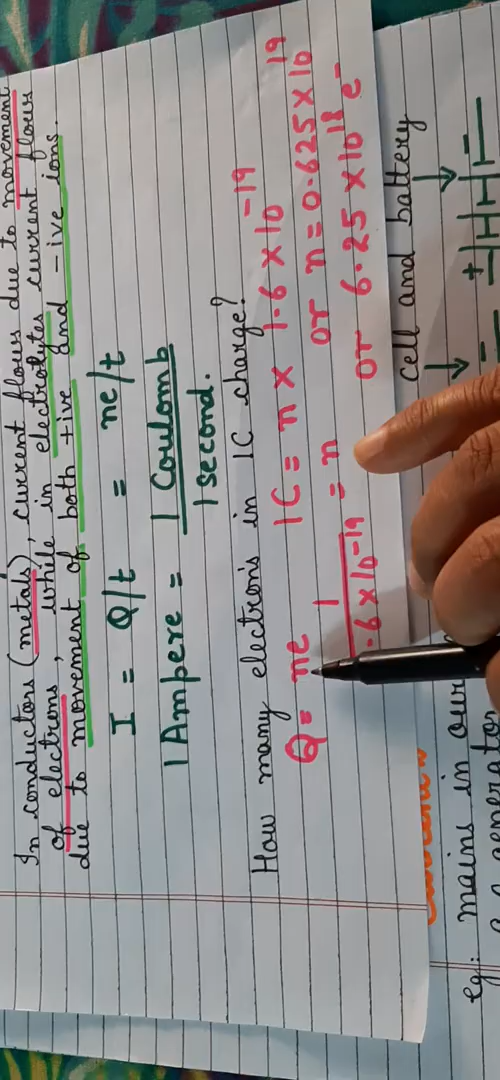 In conductors (metals), current flows due to movement
of electrons, while in electrolytes current flows
due to movement of both +ive and -ive ions.
I = Q/t = ne/t
1 Ampere = 1 Coulomb
1 second.
How many electrons in 1C charge?
Q = ne 1C = n × 1.6 × 10⁻¹⁹
1 = n or n = 0.625 × 10¹⁹
.6 × 10⁻¹⁹ or 6.25 × 10¹⁸ e⁻
cell and battery
eg: mains in our
+